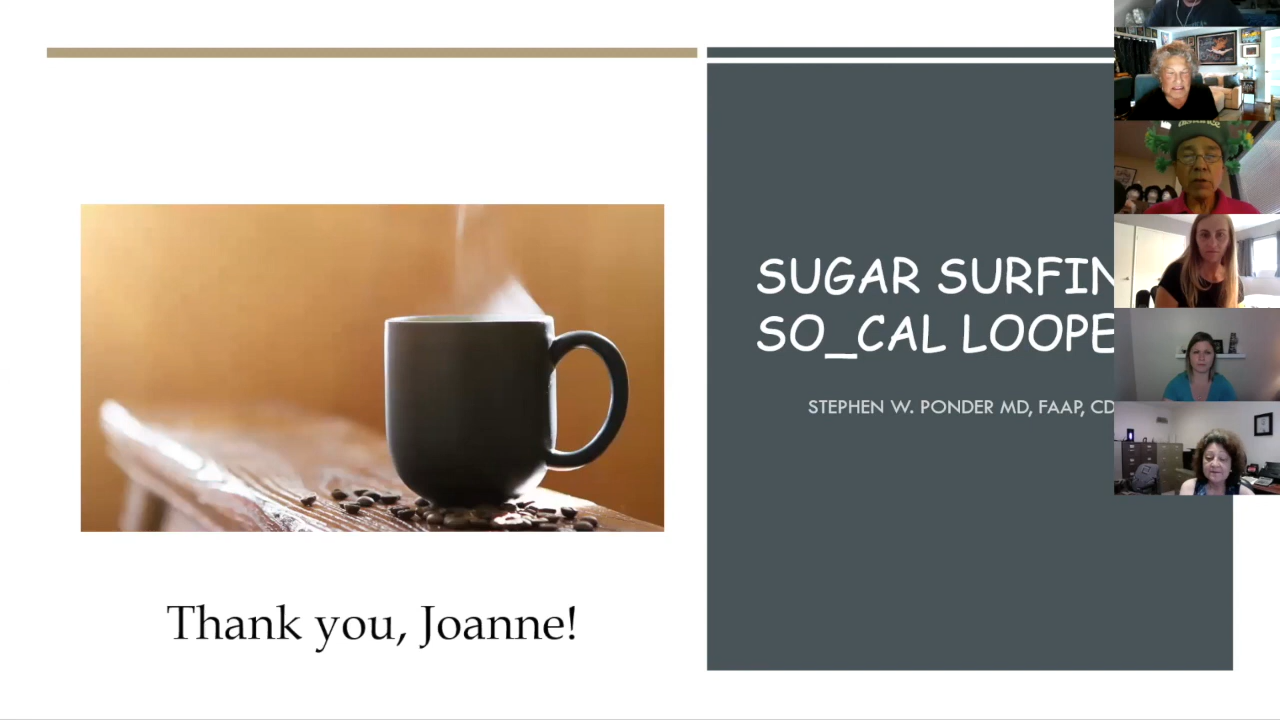 Thank you, Joanne!
SUGAR SURFIN
SO_CAL LOOPE
STEPHEN W. PONDER MD, FAAP, CD